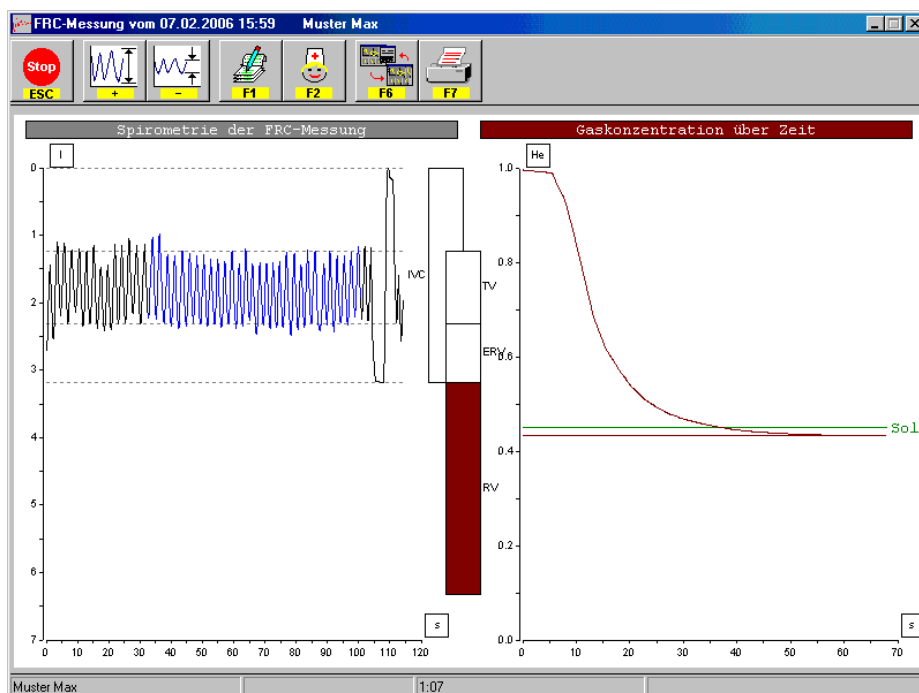 FRC-Messung vom 07.02.2006 15:59 Muster Max
Stop
ESC
+
-
F1
F2
F6
F7
Spirometrie der FRC-Messung
l
0
1
2
3
4
5
6
7
0 10 20 30 40 50 60 70 80 90 100 110 120
s
IVC
TV
ERV
RV
Gaskonzentration über Zeit
He
1.0
0.8
0.6
0.4
0.2
0.0
Sol
0 10 20 30 40 50 60 70
s
Muster Max 1:07